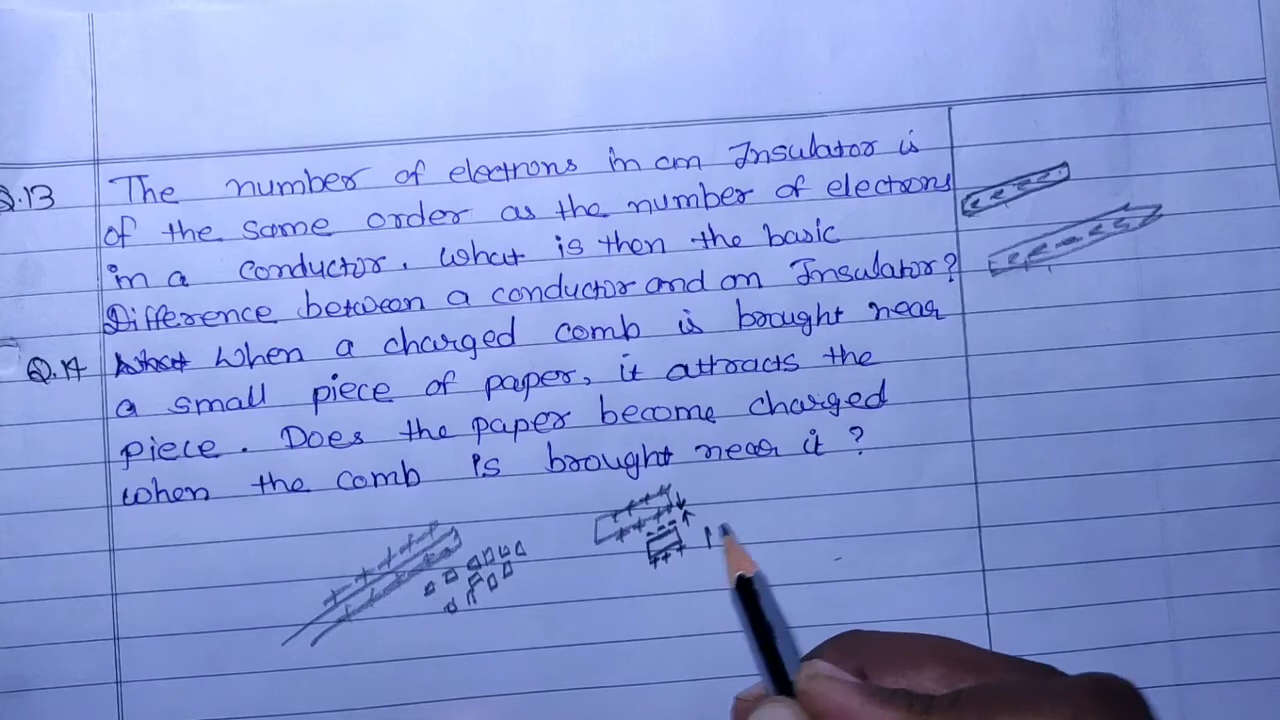 Q.13 The number of electrons in an Insulator is
of the same order as the number of electrons
in a conductor. What is then the basic
Difference between a conductor and an Insulator?
Q.14 When a charged comb is brought near
a small piece of paper, it attracts the
piece. Does the paper become charged
when the comb is brought near it?